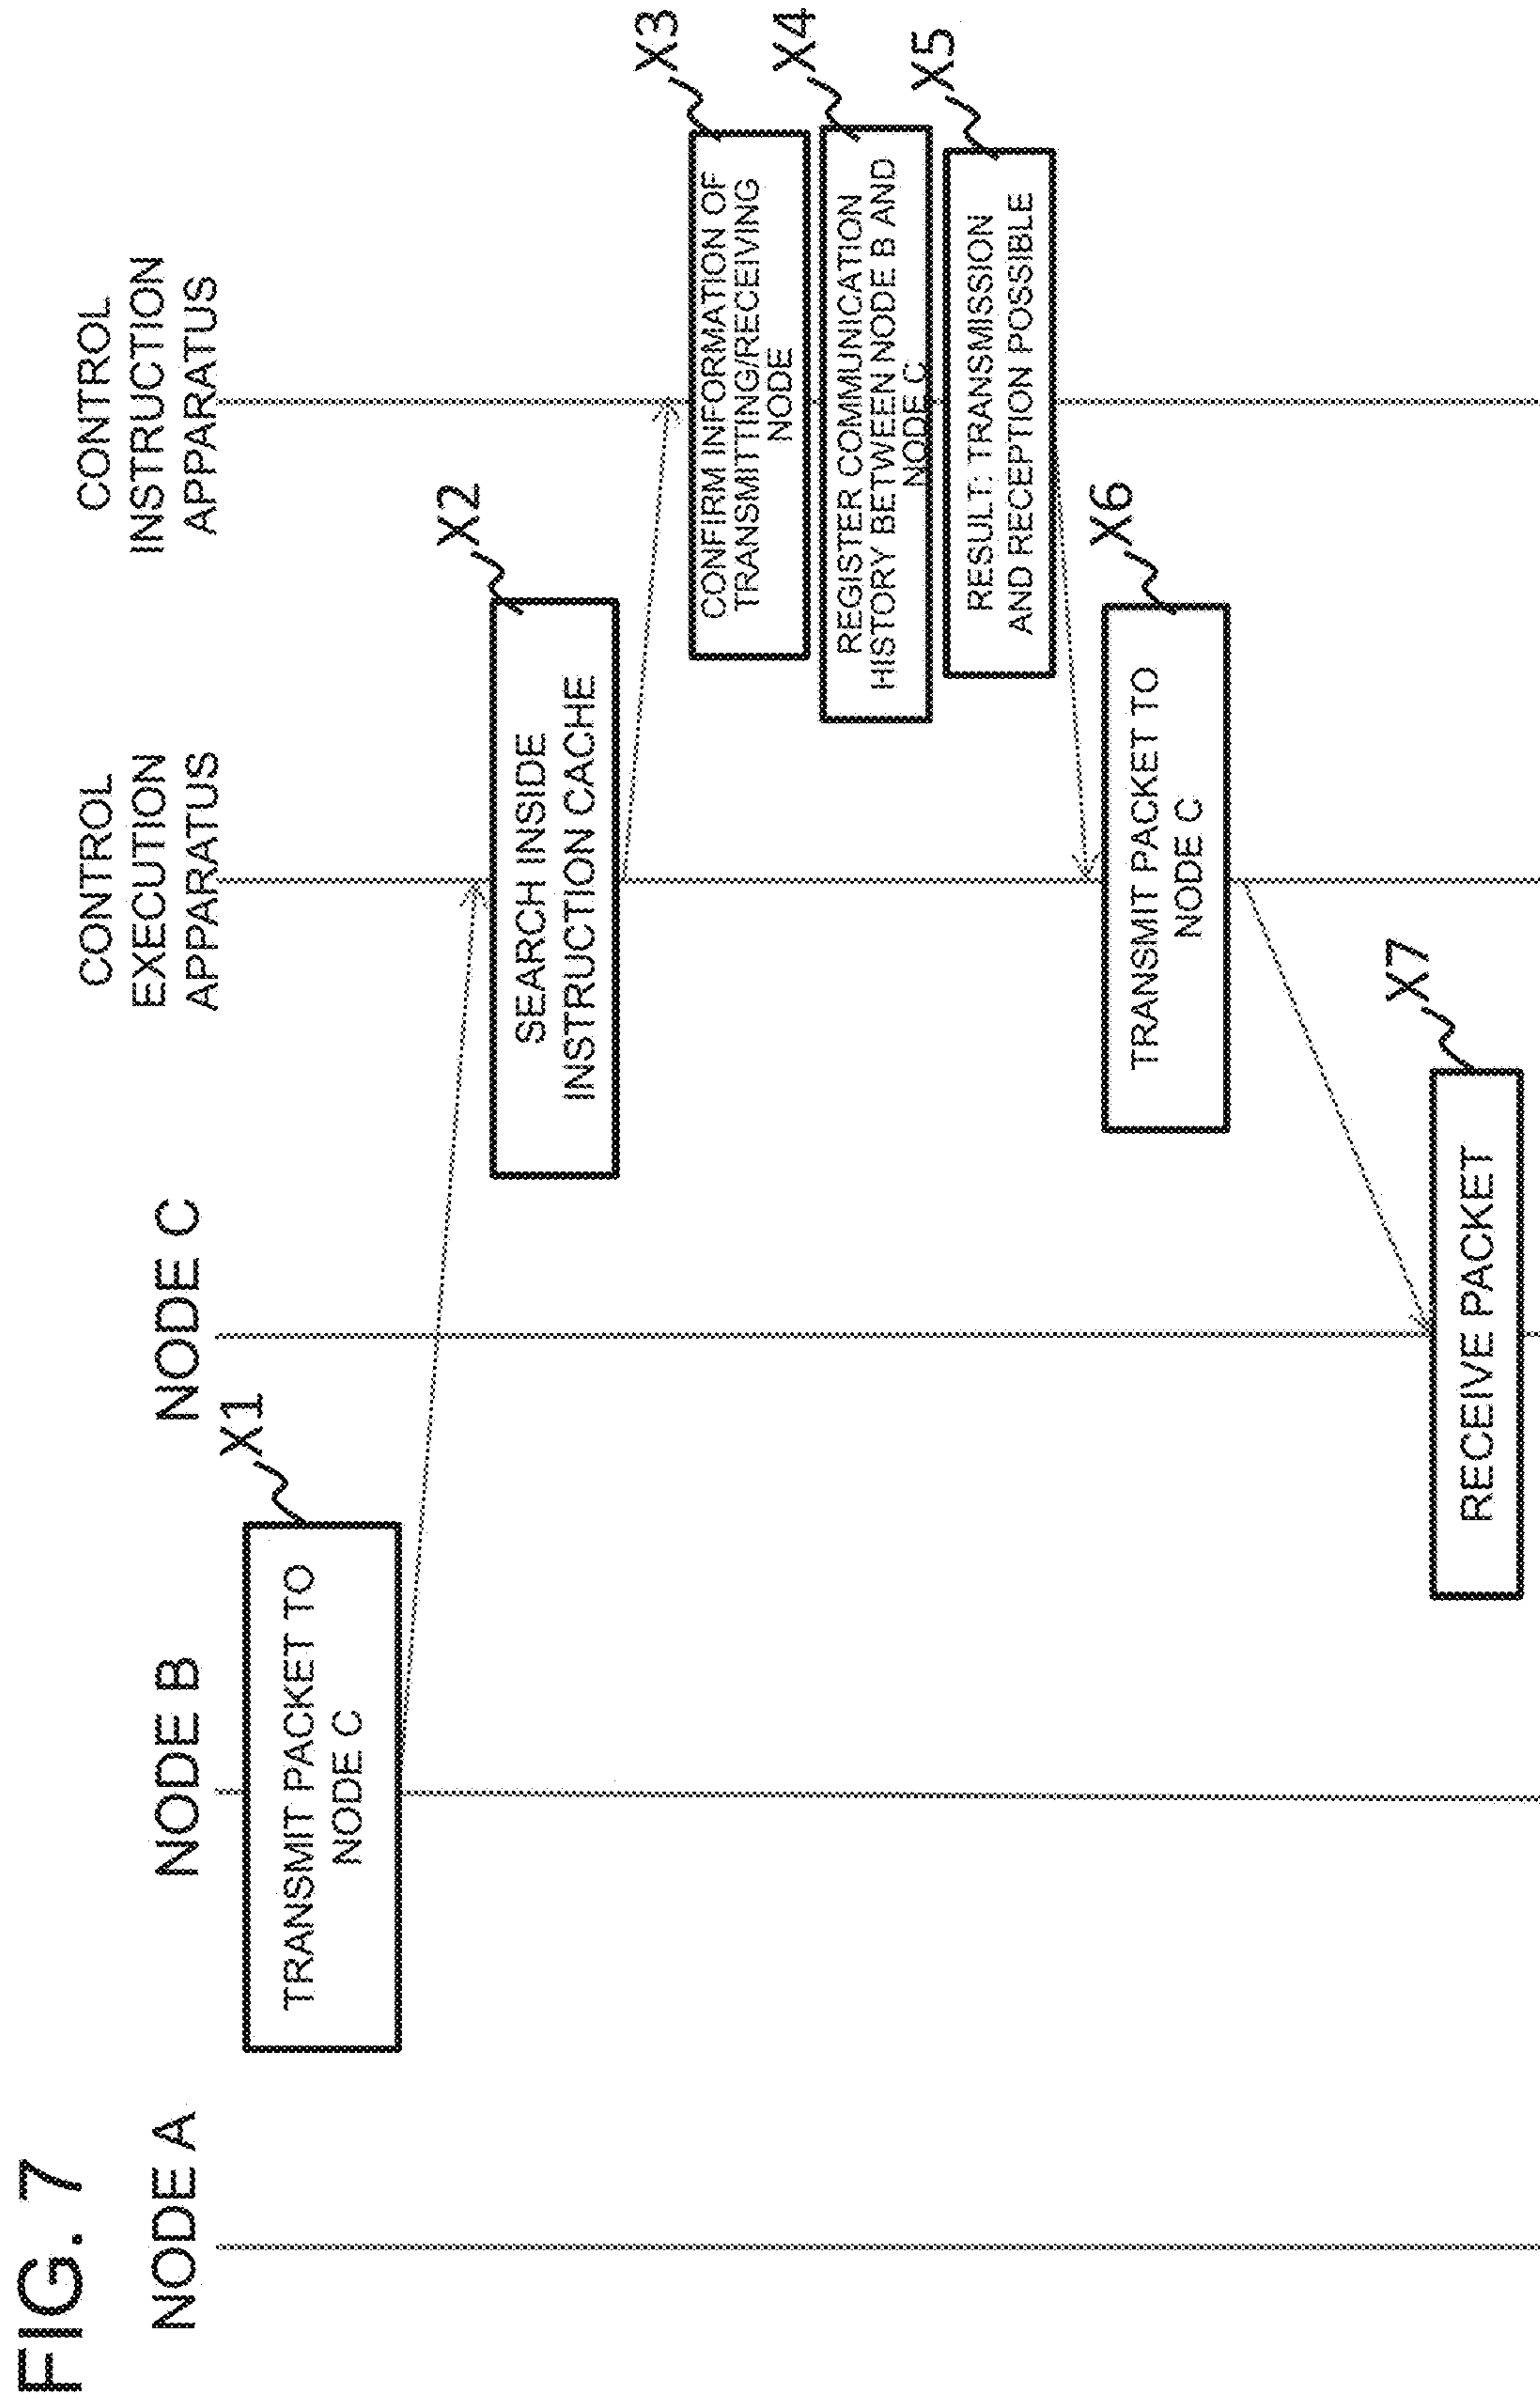 FIG. 7
NODE A
NODE B
NODE C
CONTROL
EXECUTION
APPARATUS
CONTROL
INSTRUCTION
APPARATUS
TRANSMIT PACKET TO
NODE C
X1
SEARCH INSIDE
INSTRUCTION CACHE
X2
CONFIRM INFORMATION OF
TRANSMITTING/RECEIVING
NODE
X3
REGISTER COMMUNICATION
HISTORY BETWEEN NODE B AND
NODE C
X4
RESULT: TRANSMISSION
AND RECEPTION POSSIBLE
X5
TRANSMIT PACKET TO
NODE C
X6
RECEIVE PACKET
X7